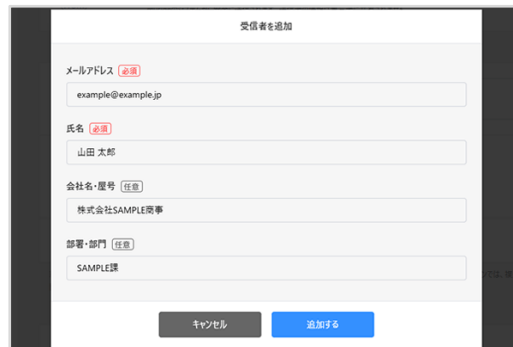 受信者を追加
メールアドレス 必須
example@example.jp
氏名 必須
山田 太郎
会社名・屋号 任意
株式会社SAMPLE商事
部署・部門 任意
SAMPLE課
キャンセル 追加する